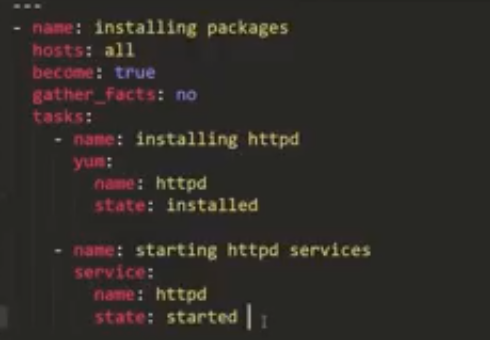 ---
- name: installing packages
  hosts: all
  become: true
  gather_facts: no
  tasks:
    - name: installing httpd
      yum:
        name: httpd
        state: installed

    - name: starting httpd services
      service:
        name: httpd
        state: started